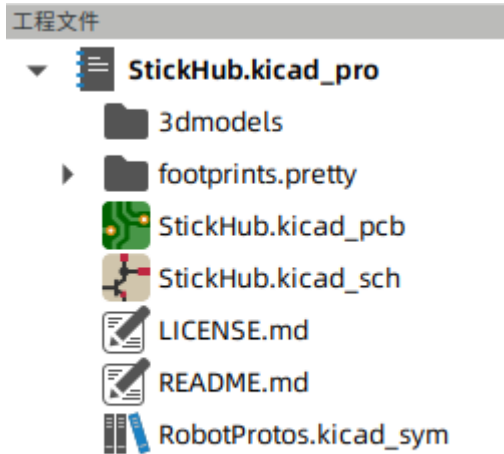 工程文件
StickHub.kicad_pro
3dmodels
footprints.pretty
StickHub.kicad_pcb
StickHub.kicad_sch
LICENSE.md
README.md
RobotProtos.kicad_sym